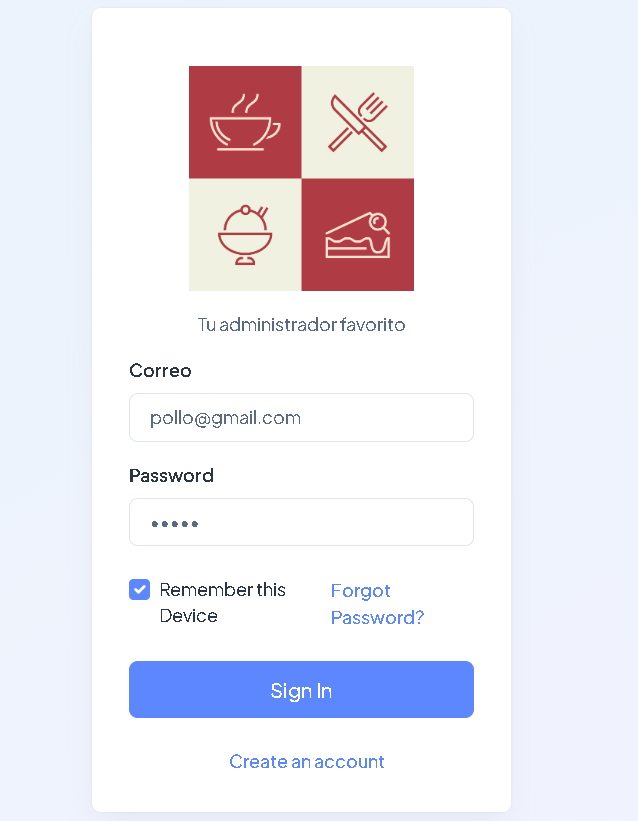 Tu administrador favorito
Correo
pollo@gmail.com
Password
•••••
Remember this
Device
Forgot
Password?
Sign In
Create an account